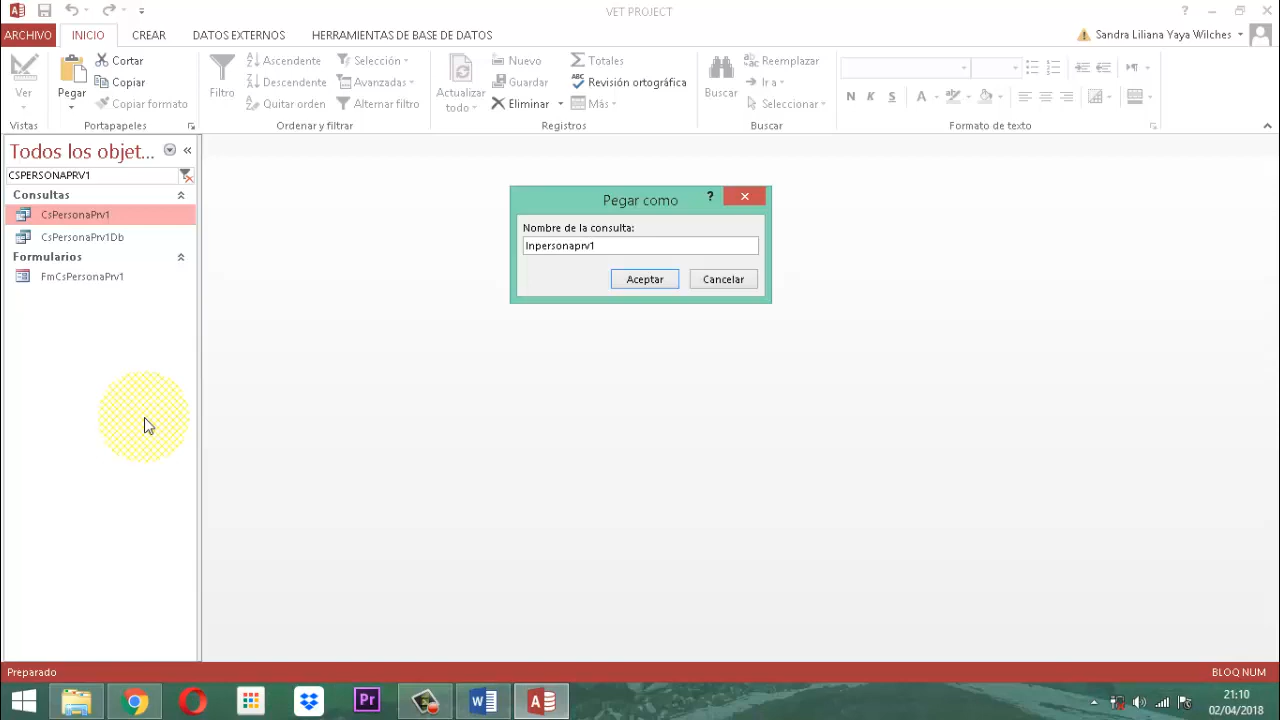 VET PROJECT
ARCHIVO INICIO CREAR DATOS EXTERNOS HERRAMIENTAS DE BASE DE DATOS Sandra Liliana Yaya Wilches
Ver
Vistas
Pegar
Cortar
Copiar
Copiar formato
Portapapeles
Filtro
Ascendente
Descendente
Quitar orden
Selección
Avanzadas
Alternar filtro
Ordenar y filtrar
Actualizar todo
Nuevo
Guardar
Eliminar
Totales
Revisión ortográfica
Más
Registros
Buscar
Reemplazar
Ir a
Seleccionar
Buscar
N K S A
Formato de texto
Todos los objet...
CSPERSONAPRV1
Consultas
CsPersonaPrv1
CsPersonaPrv1Db
Formularios
FmCsPersonaPrv1
Pegar como
Nombre de la consulta:
Inpersonaprv1
Aceptar Cancelar
Preparado BLOQ NUM
Pr
21:10
02/04/2018